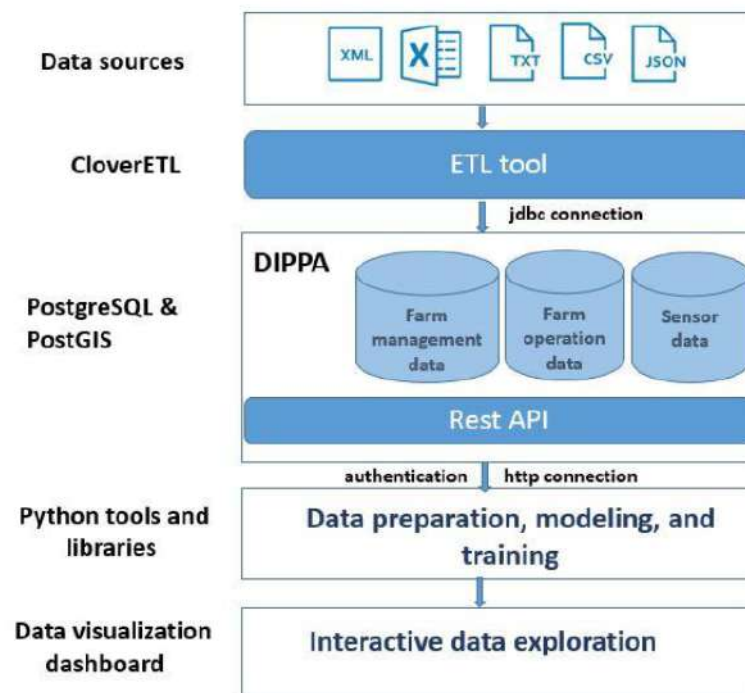 Data sources
XML
X
TXT
CSV
JSON
CloverETL
ETL tool
jdbc connection
DIPPA
PostgreSQL &
PostGIS
Farm
management
data
Farm
operation
data
Sensor
data
Rest API
authentication
http connection
Python tools and
libraries
Data preparation, modeling, and
training
Data visualization
dashboard
Interactive data exploration